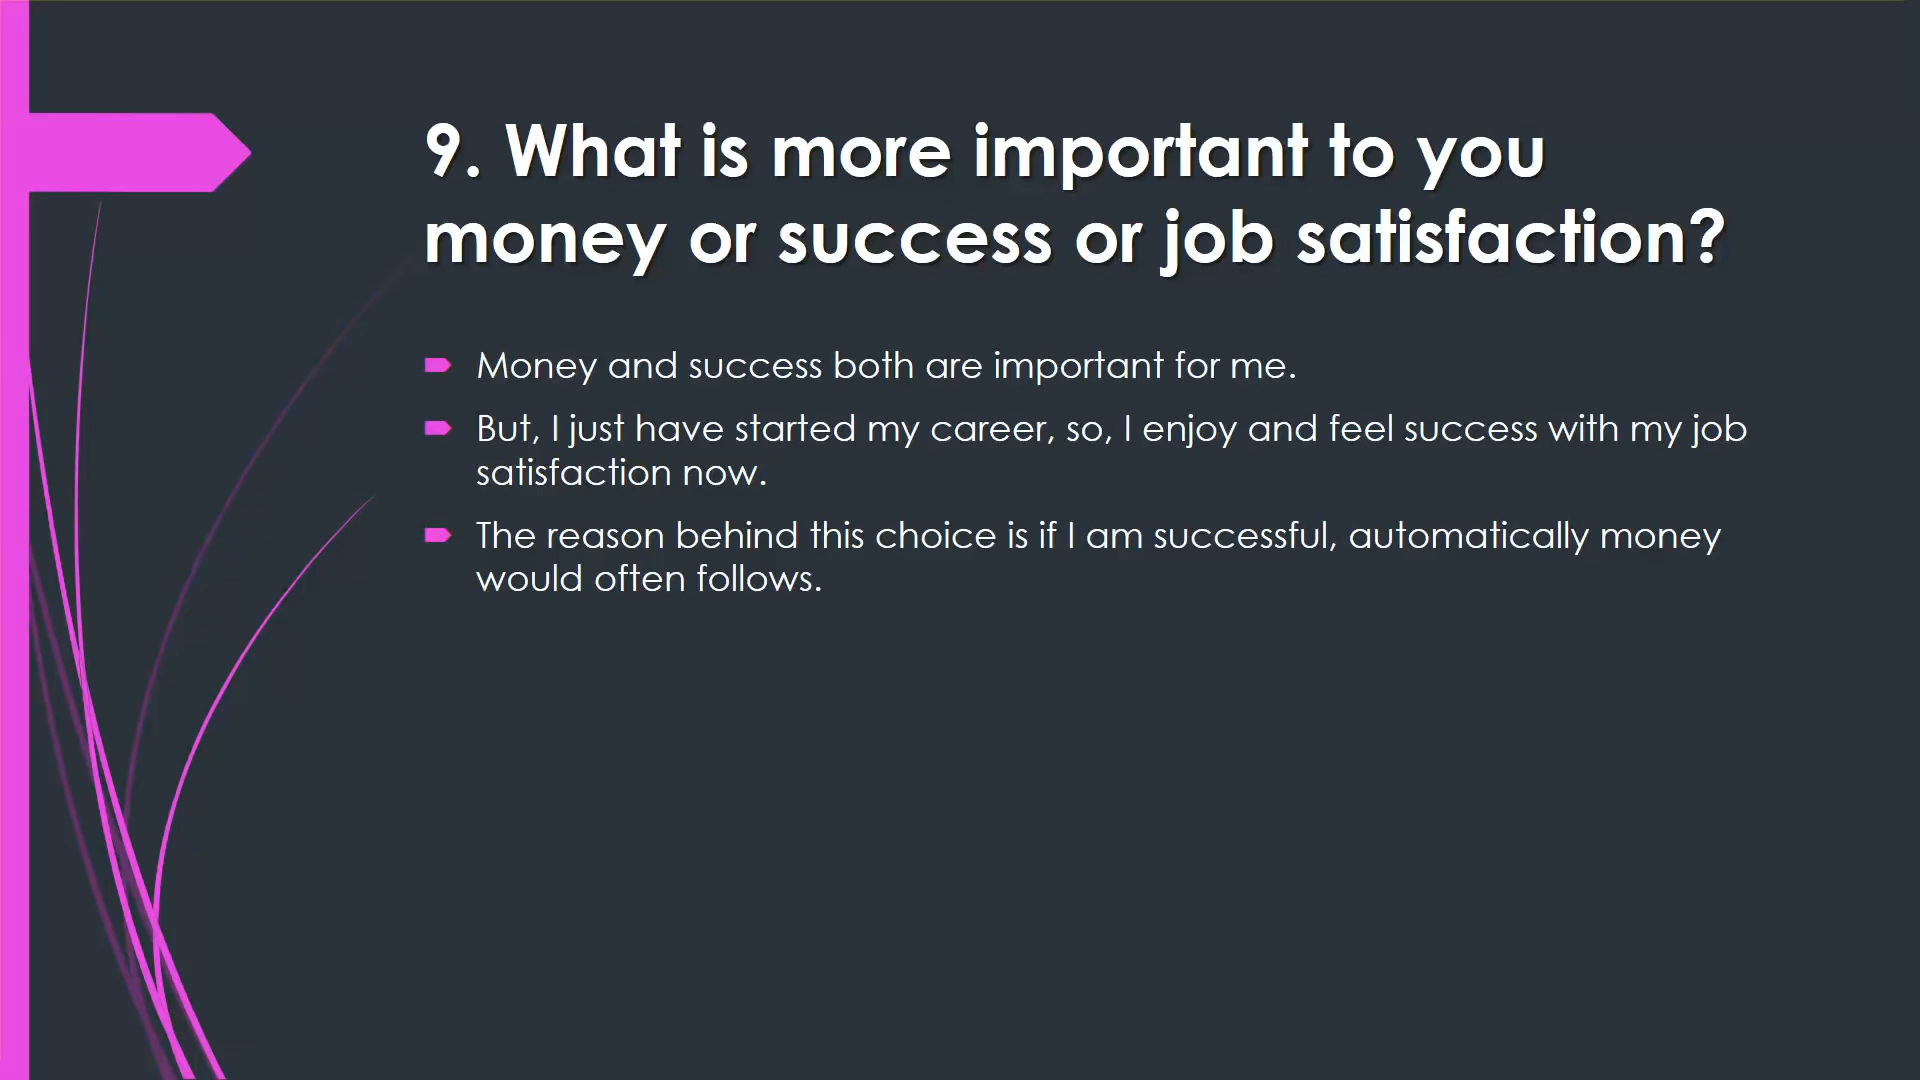 9. What is more important to you
money or success or job satisfaction?
Money and success both are important for me.
But, I just have started my career, so, I enjoy and feel success with my job
satisfaction now.
The reason behind this choice is if I am successful, automatically money
would often follows.